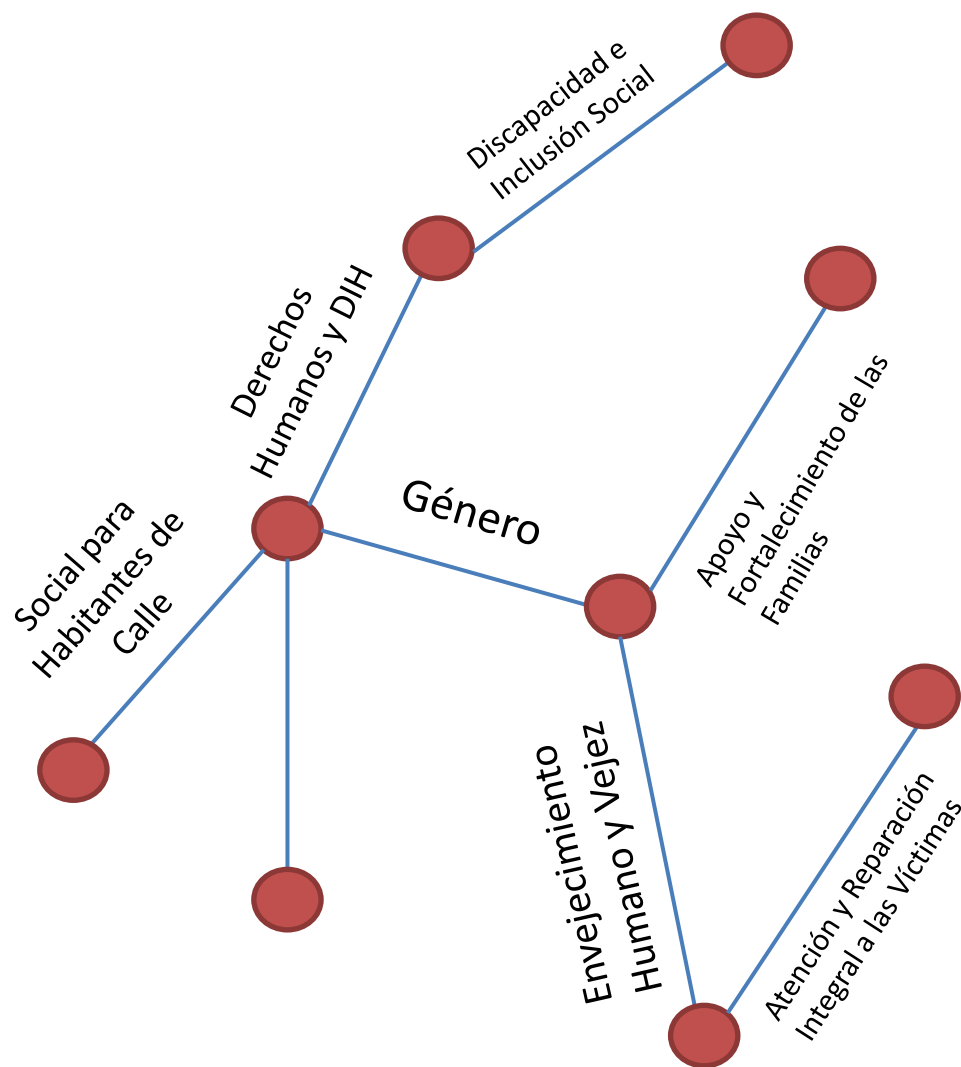 Discapacidad e
Inclusión Social
Derechos
Humanos y DIH
Género
Social para
Habitantes de
Calle
Apoyo y
Fortalecimiento de las
Familias
Envejecimiento
Humano y Vejez
Atención y Reparación
Integral a las Víctimas